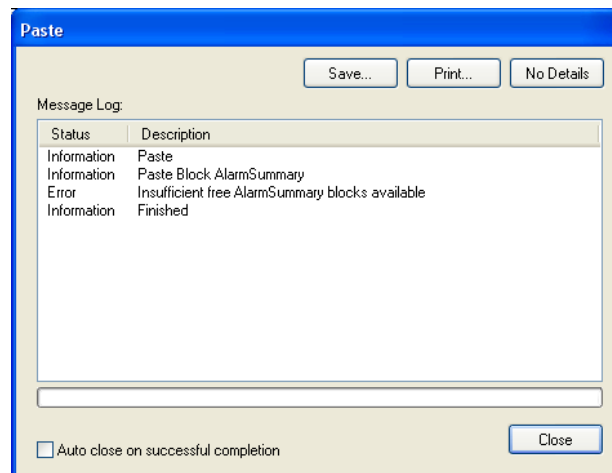 Paste
Save... Print... No Details
Message Log:
Status Description
Information Paste
Information Paste Block AlarmSummary
Error Insufficient free AlarmSummary blocks available
Information Finished
Close
Auto close on successful completion